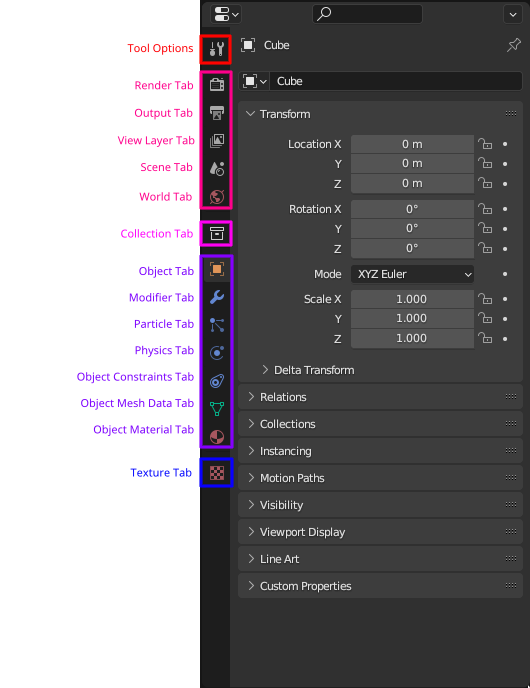 Tool Options
Render Tab
Output Tab
View Layer Tab
Scene Tab
World Tab
Collection Tab
Object Tab
Modifier Tab
Particle Tab
Physics Tab
Object Constraints Tab
Object Mesh Data Tab
Object Material Tab
Texture Tab
Cube
Cube
Transform
Location X 0 m
Y 0 m
Z 0 m
Rotation X 0°
Y 0°
Z 0°
Mode XYZ Euler
Scale X 1.000
Y 1.000
Z 1.000
Delta Transform
Relations
Collections
Instancing
Motion Paths
Visibility
Viewport Display
Line Art
Custom Properties